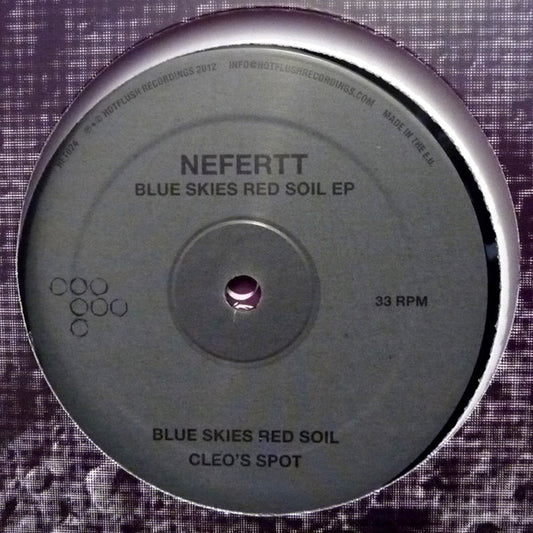 HFT024 ℗ + © HOTFLUSH RECORDINGS 2012 INFO@HOTFLUSHRECORDINGS.COM MADE IN THE E.U.
NEFERTT
BLUE SKIES RED SOIL EP
33 RPM
BLUE SKIES RED SOIL
CLEO'S SPOT